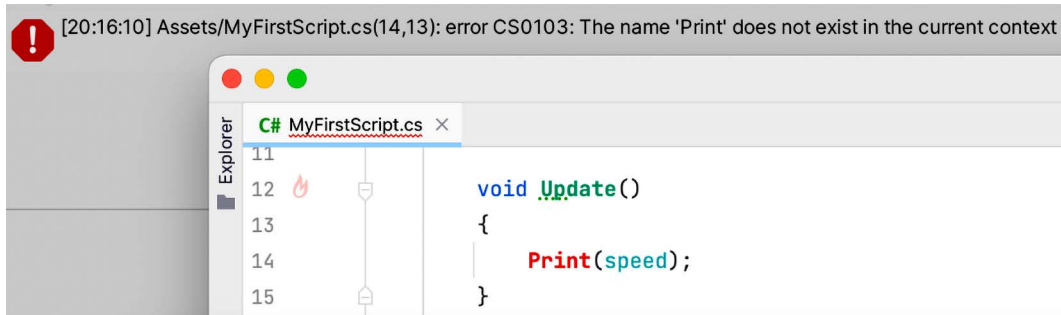 [20:16:10] Assets/MyFirstScript.cs(14,13): error CS0103: The name 'Print' does not exist in the current context
Explorer
C# MyFirstScript.cs
11
12 void Update()
13 {
14 Print(speed);
15 }